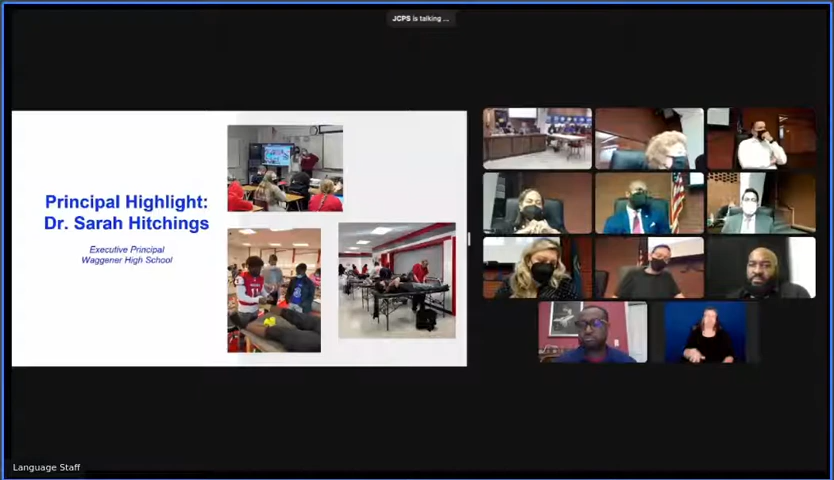 JCPS is talking ...
Principal Highlight:
Dr. Sarah Hitchings
Executive Principal
Waggener High School
Language Staff